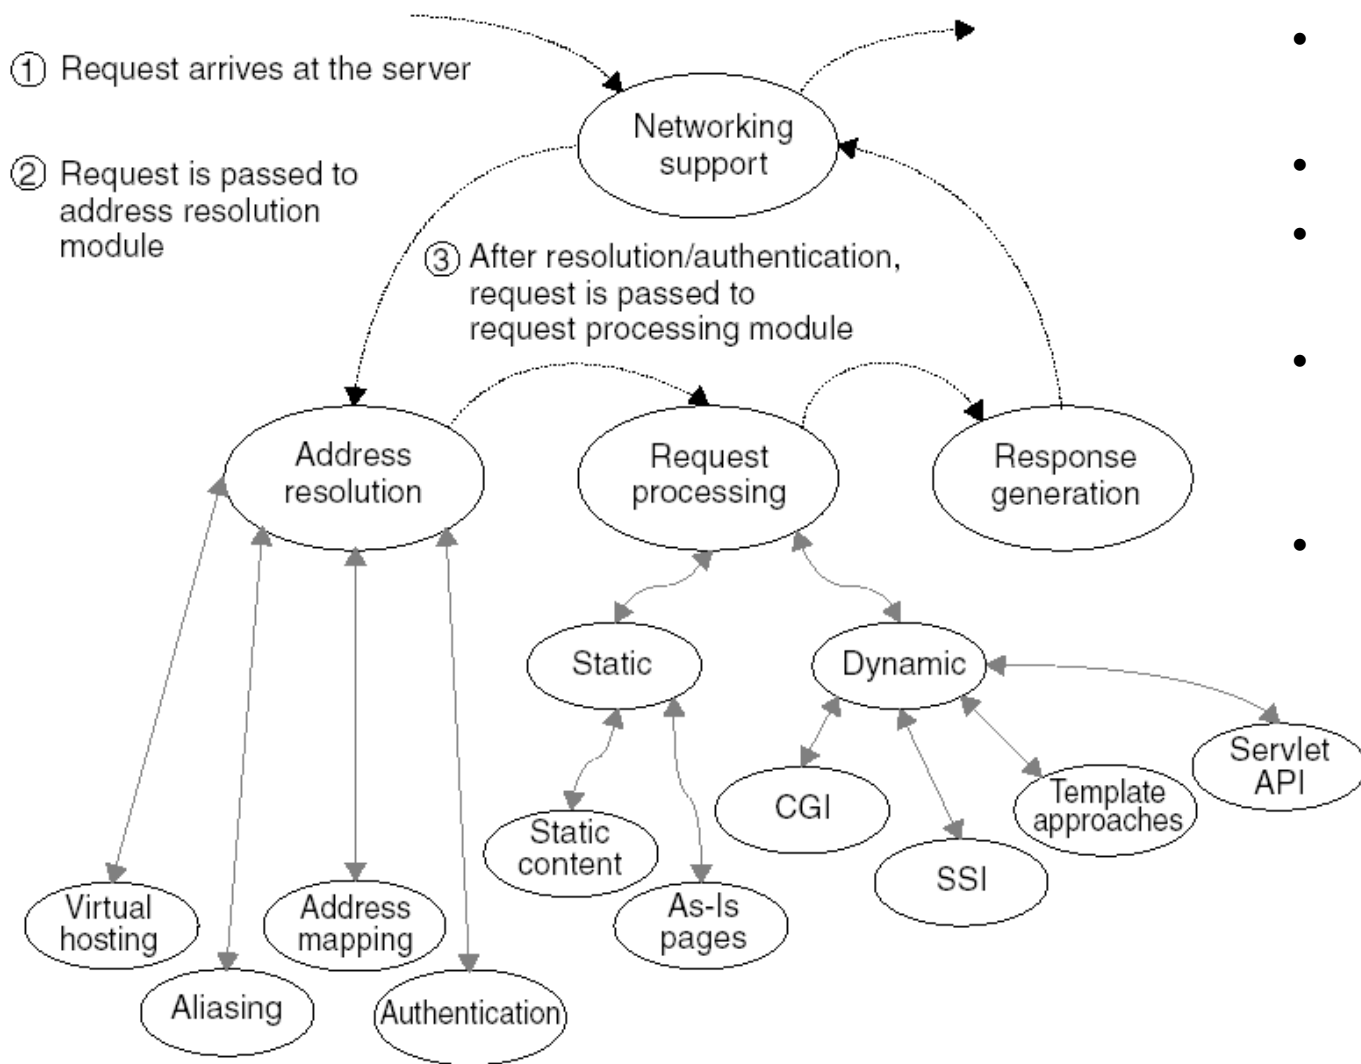 ① Request arrives at the server
Networking
support
② Request is passed to
address resolution
module
③ After resolution/authentication,
request is passed to
request processing module
Address
resolution
Request
processing
Response
generation
Static
Dynamic
Servlet
API
CGI
Template
approaches
Static
content
SSI
Virtual
hosting
Address
mapping
As-Is
pages
Aliasing
Authentication
•
•
•
•
•